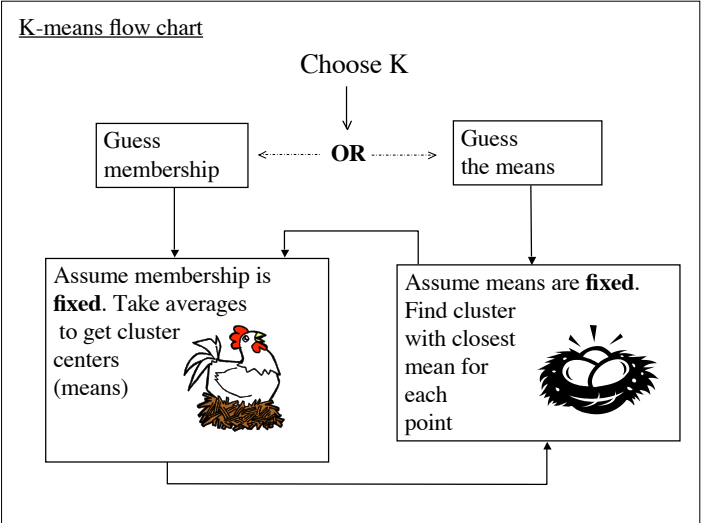 K-means flow chart
Choose K
Guess
membership
OR
Guess
the means
Assume membership is
fixed. Take averages
to get cluster
centers
(means)
Assume means are fixed.
Find cluster
with closest
mean for
each
point